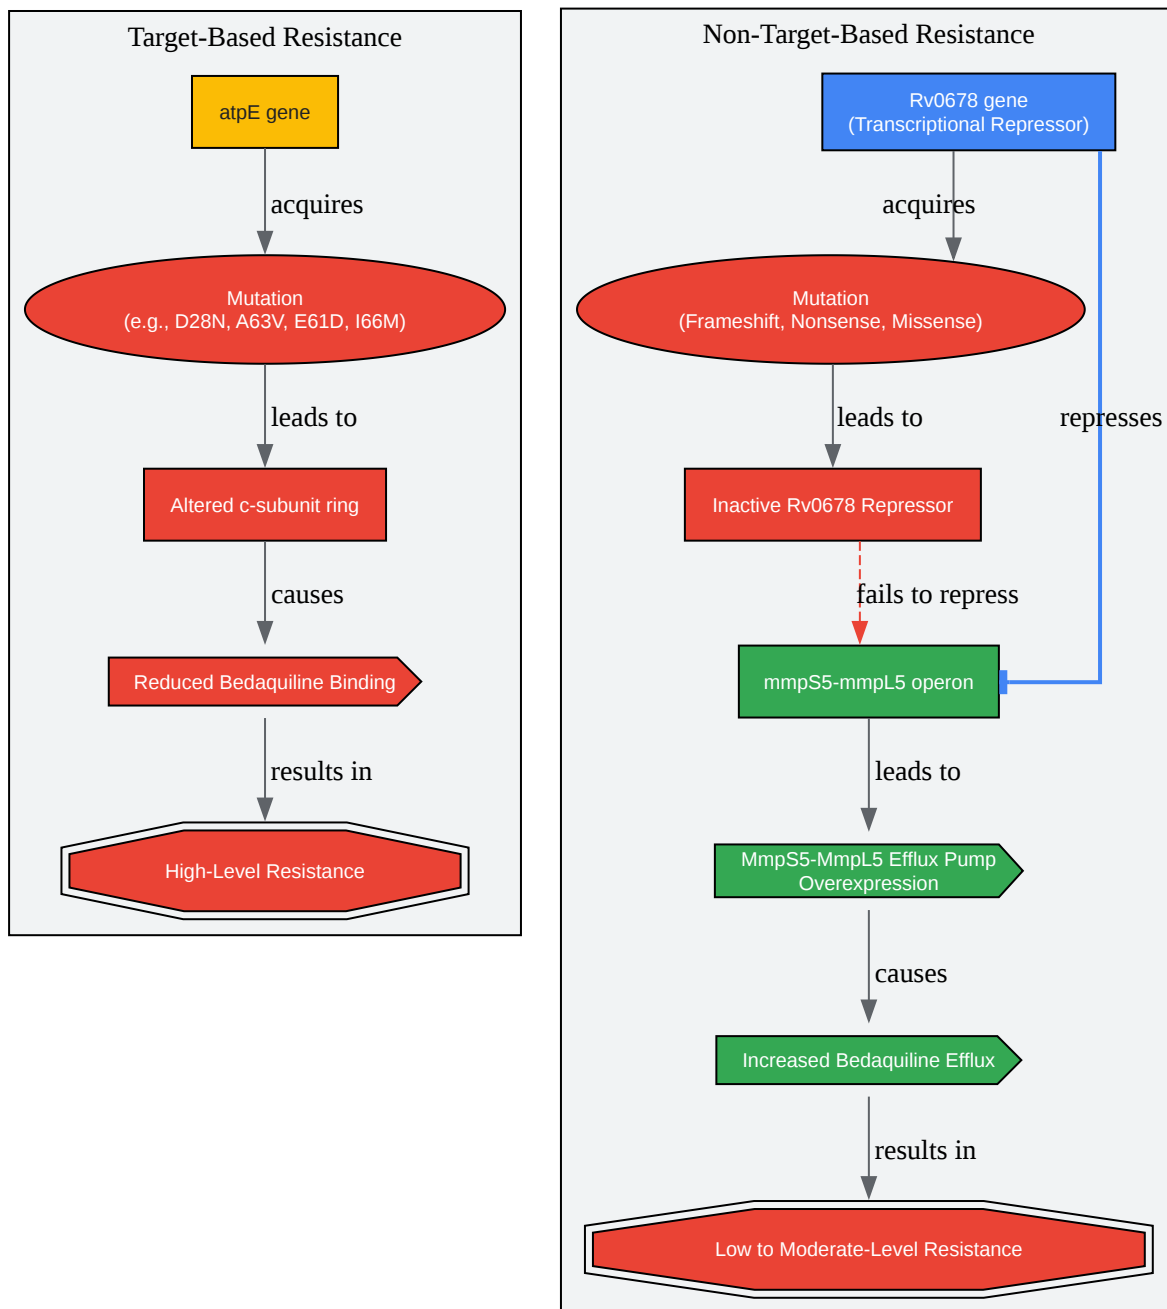 Target-Based Resistance
atpE gene
acquires
Mutation
(e.g., D28N, A63V, E61D, I66M)
leads to
Altered c-subunit ring
causes
Reduced Bedaquiline Binding
results in
High-Level Resistance
Non-Target-Based Resistance
Rv0678 gene
(Transcriptional Repressor)
acquires
Mutation
(Frameshift, Nonsense, Missense)
leads to
represses
Inactive Rv0678 Repressor
fails to repress
mmpS5-mmpL5 operon
leads to
MmpS5-MmpL5 Efflux Pump
Overexpression
causes
Increased Bedaquiline Efflux
results in
Low to Moderate-Level Resistance